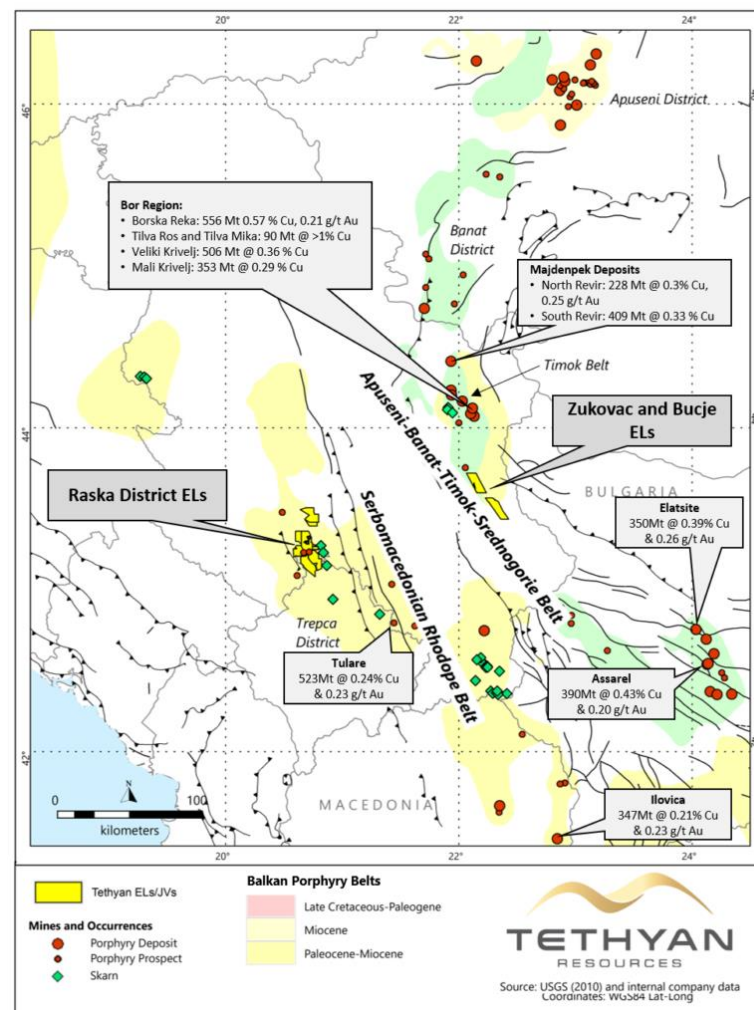 20°
22°
24°
46°
46°
Apuseni District
Bor Region:
• Borska Reka: 556 Mt 0.57 % Cu, 0.21 g/t Au
• Tilva Ros and Tilva Mika: 90 Mt @ >1% Cu
• Veliki Krivelj: 506 Mt @ 0.36 % Cu
• Mali Krivelj: 353 Mt @ 0.29 % Cu
Banat
District
Majdenpek Deposits
• North Revir: 228 Mt @ 0.3% Cu,
0.25 g/t Au
• South Revir: 409 Mt @ 0.33 % Cu
Timok Belt
44°
44
Apuseni-Banat-Timok-Srednogorie Belt
Zukovac and Bucje
ELs
Raska District ELs
BULGARIA
Serbomacedonian Rhodope Belt
Elatsite
350Mt @ 0.39% Cu
& 0.26 g/t Au
Trepca
District
Tulare
523Mt @ 0.24% Cu
& 0.23 g/t Au
Assarel
390Mt @ 0.43% Cu
& 0.20 g/t Au
42°
42
N
0
100
kilometers
MACEDONIA
Ilovica
347Mt @ 0.21% Cu
& 0.23 g/t Au
20°
22°
24°
Tethyan ELs/JVs
Mines and Occurrences
Porphyry Deposit
Porphyry Prospect
Skarn
Balkan Porphyry Belts
Late Cretaceous-Paleogene
Miocene
Paleocene-Miocene
TETHYAN
RESOURCES
Source: USGS (2010) and internal company data
Coordinates: WGS84 Lat-Long